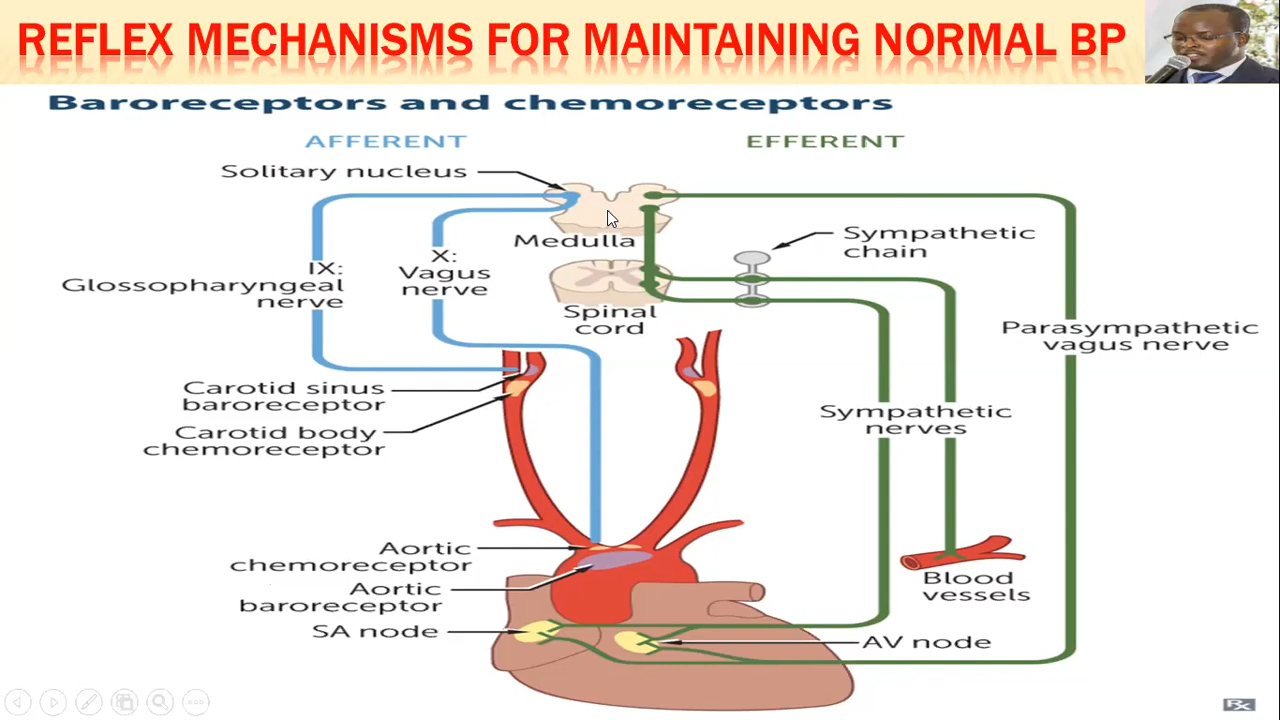 REFLEX MECHANISMS FOR MAINTAINING NORMAL BP
Baroreceptors and chemoreceptors
AFFERENT
EFFERENT
Solitary nucleus
Medulla
Sympathetic
chain
IX:
Glossopharyngeal
nerve
X:
Vagus
nerve
Spinal
cord
Parasympathetic
vagus nerve
Carotid sinus
baroreceptor
Carotid body
chemoreceptor
Sympathetic
nerves
Aortic
chemoreceptor
Aortic
baroreceptor
SA node
Blood
vessels
AV node
Rx